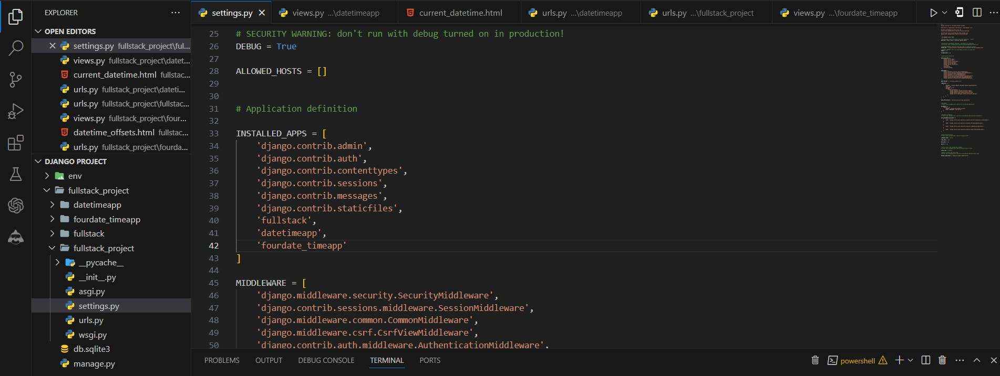 EXPLORER
OPEN EDITORS
settings.py fullstack_project\ful...
views.py fullstack_project\datet...
current_datetime.html fullstac...
urls.py fullstack_project\dateti...
urls.py fullstack_project\fullstac...
views.py fullstack_project\four...
datetime_offsets.html fullstac...
urls.py fullstack_project\fourda...
DJANGO PROJECT
env
fullstack_project
datetimeapp
fourdate_timeapp
fullstack
fullstack_project
__pycache__
__init__.py
asgi.py
settings.py
urls.py
wsgi.py
db.sqlite3
manage.py
settings.py views.py ...\datetimeapp current_datetime.html urls.py ...\datetimeapp urls.py ...\fullstack_project views.py ...\fourdate_timeapp
25 # SECURITY WARNING: don't run with debug turned on in production!
26 DEBUG = True
27
28 ALLOWED_HOSTS = []
29
30
31 # Application definition
32
33 INSTALLED_APPS = [
34 'django.contrib.admin',
35 'django.contrib.auth',
36 'django.contrib.contenttypes',
37 'django.contrib.sessions',
38 'django.contrib.messages',
39 'django.contrib.staticfiles',
40 'fullstack',
41 'datetimeapp',
42 'fourdate_timeapp'
43 ]
44
45 MIDDLEWARE = [
46 'django.middleware.security.SecurityMiddleware',
47 'django.contrib.sessions.middleware.SessionMiddleware',
48 'django.middleware.common.CommonMiddleware',
49 'django.middleware.csrf.CsrfViewMiddleware',
50 'django.contrib.auth.middleware.AuthenticationMiddleware',
PROBLEMS OUTPUT DEBUG CONSOLE TERMINAL PORTS powershell